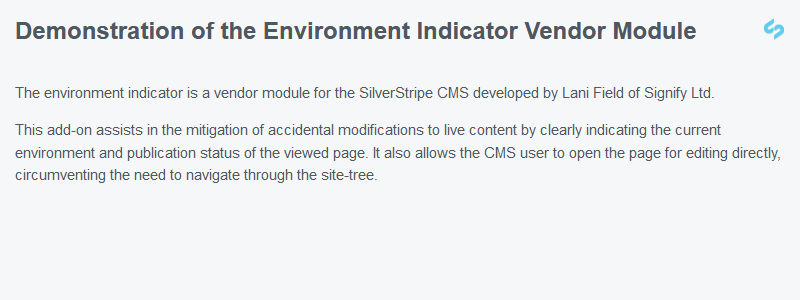 Demonstration of the Environment Indicator Vendor Module
The environment indicator is a vendor module for the SilverStripe CMS developed by Lani Field of Signify Ltd.
This add-on assists in the mitigation of accidental modifications to live content by clearly indicating the current
environment and publication status of the viewed page. It also allows the CMS user to open the page for editing directly,
circumventing the need to navigate through the site-tree.